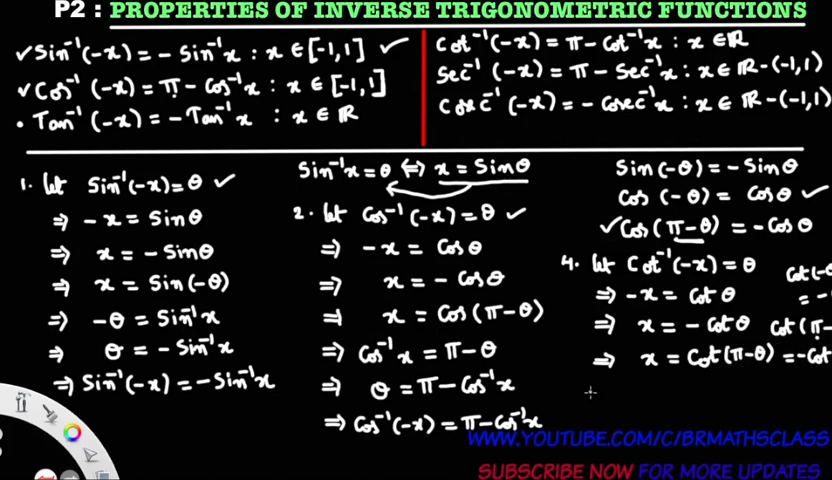 P2 : PROPERTIES OF INVERSE TRIGONOMETRIC FUNCTIONS
✓Sin⁻¹(-x) = - Sin⁻¹x : x ∈ [-1,1] ✓
✓Cos⁻¹(-x) = π - Cos⁻¹x : x ∈ [-1,1]
• Tan⁻¹(-x) = -Tan⁻¹x : x ∈ ℝ
Cot⁻¹(-x) = π - Cot⁻¹x : x ∈ ℝ
Sec⁻¹(-x) = π - Sec⁻¹x : x ∈ ℝ - (-1,1)
Cosec⁻¹(-x) = - Cosec⁻¹x : x ∈ ℝ - (-1,1)
1. let Sin⁻¹(-x) = θ ✓
⇒ -x = Sinθ
⇒ x = -Sinθ
⇒ x = Sin(-θ)
⇒ -θ = Sin⁻¹x
⇒ θ = -Sin⁻¹x
⇒ Sin⁻¹(-x) = -Sin⁻¹x
Sin⁻¹x = θ ⇔ x = Sinθ
2. let Cos⁻¹(-x) = θ ✓
⇒ -x = Cosθ
⇒ x = - Cosθ
⇒ x = Cos(π-θ)
⇒ Cos⁻¹x = π-θ
⇒ θ = π - Cos⁻¹x
⇒ Cos⁻¹(-x) = π - Cos⁻¹x
Sin(-θ) = - Sinθ
Cos(-θ) = Cosθ ✓
✓Cos(π-θ) = -Cosθ
4. let Cot⁻¹(-x) = θ
⇒ -x = Cotθ
⇒ x = - Cotθ
⇒ x = Cot(π-θ) = -Cot
Cot(-θ
= -
Cot(π-
WWW.YOUTUBE.COM/C/BRMATHSCLASS
SUBSCRIBE NOW FOR MORE UPDATES